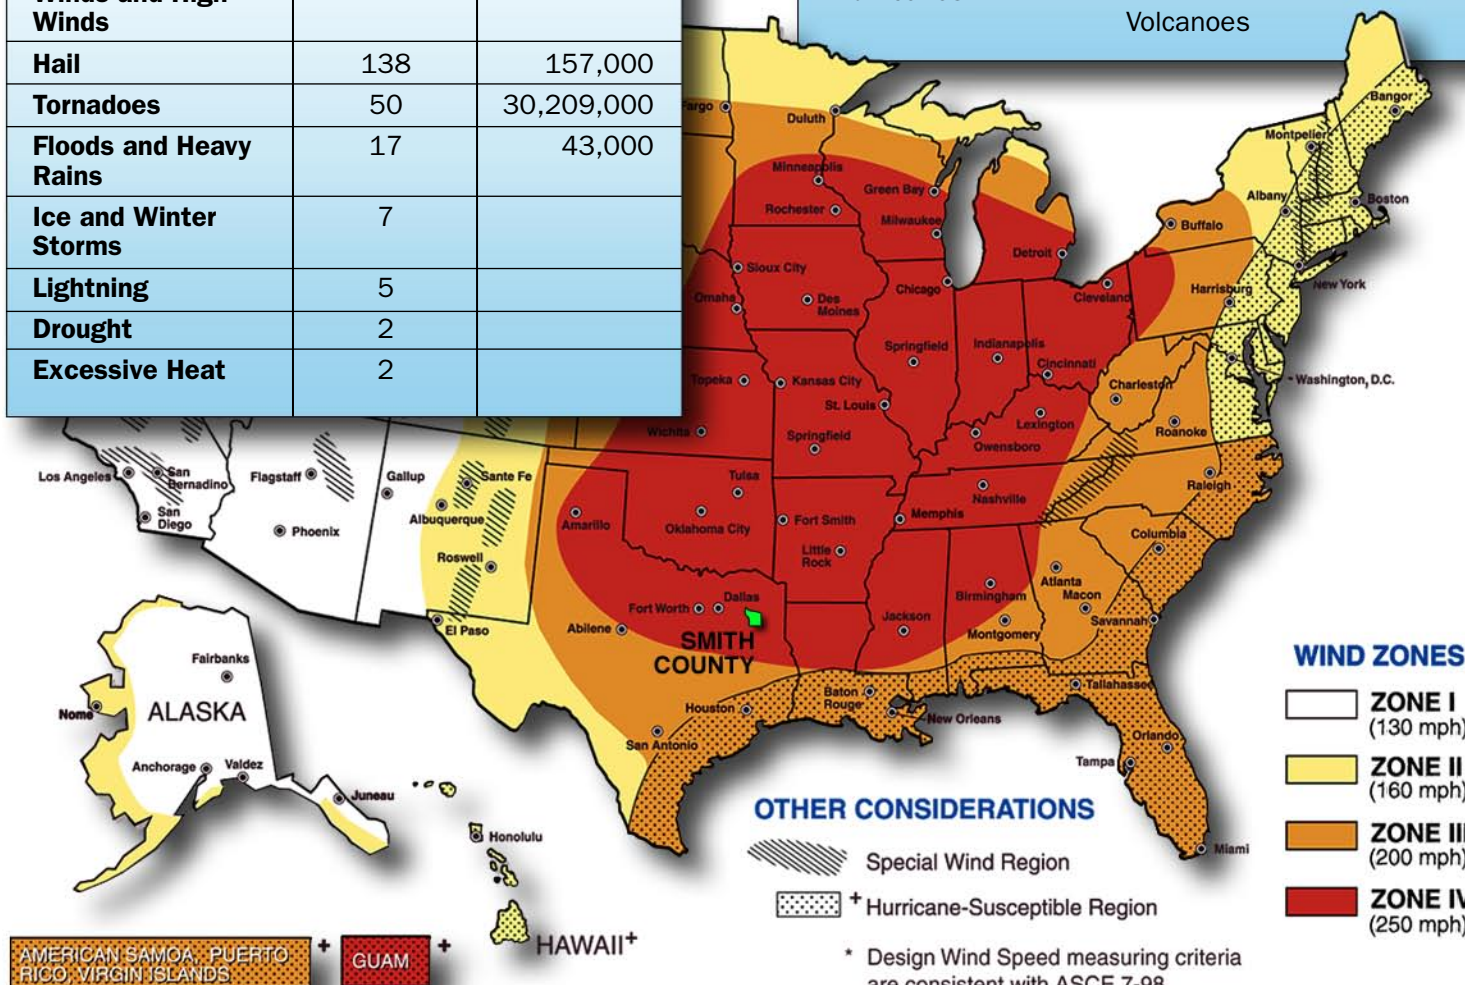 Winds
Volcanoes
Hail 138 157,000
Tornadoes 50 30,209,000
Floods and Heavy 17 43,000
Rains
Ice and Winter 7
Storms
Lightning 5
Drought 2
Excessive Heat 2
Fargo
Duluth
Minneapolis
Rochester
Green Bay
Milwaukee
Detroit
Bangor
Montpelier
Albany
Boston
Buffalo
New York
Harrisburg
Cleveland
Sioux City
Omaha
Des
Moines
Chicago
Springfield
Indianapolis
Cincinnati
Charleston
Washington, D.C.
Topeka
Kansas City
St. Louis
Lexington
Owensboro
Roanoke
Wichita
Springfield
Raleigh
Los Angeles
San
Bernadino
San
Diego
Flagstaff
Phoenix
Gallup
Sante Fe
Albuquerque
Roswell
El Paso
Amarillo
Tulsa
Oklahoma City
Fort Smith
Little
Rock
Nashville
Memphis
Columbia
Atlanta
Macon
Savannah
Birmingham
Montgomery
Jackson
Dallas
Fort Worth
Abilene
SMITH
COUNTY
Houston
San Antonio
Baton
Rouge
New Orleans
Tallahassee
Orlando
Tampa
Miami
Fairbanks
Nome
ALASKA
Anchorage
Valdez
Juneau
Honolulu
HAWAII+
AMERICAN SAMOA, PUERTO +
RICO, VIRGIN ISLANDS
GUAM +
OTHER CONSIDERATIONS
Special Wind Region
+ Hurricane-Susceptible Region
* Design Wind Speed measuring criteria
are consistent with ASCE 7-98
WIND ZONES
ZONE I
(130 mph)
ZONE II
(160 mph)
ZONE III
(200 mph)
ZONE IV
(250 mph)